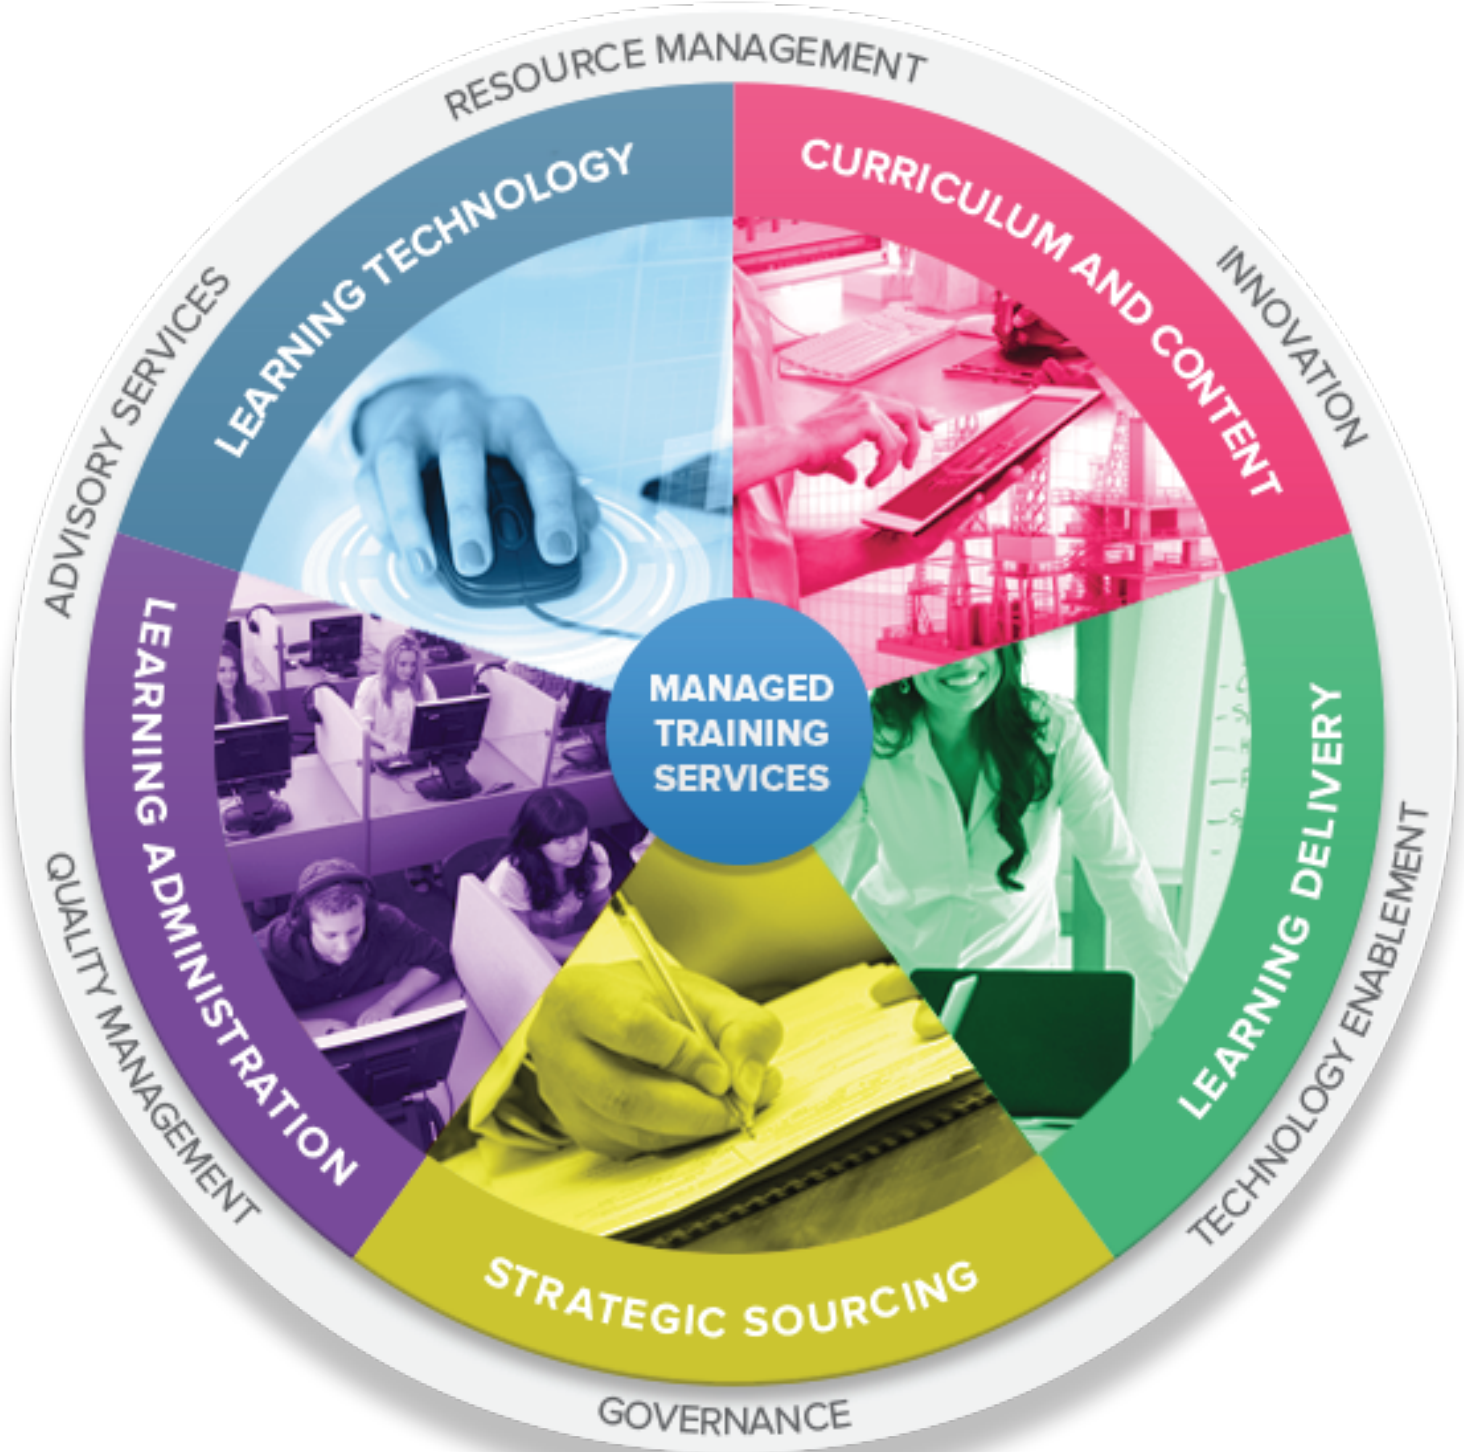 RESOURCE MANAGEMENT
INNOVATION
TECHNOLOGY ENABLEMENT
GOVERNANCE
QUALITY MANAGEMENT
ADVISORY SERVICES
LEARNING TECHNOLOGY
CURRICULUM AND CONTENT
LEARNING DELIVERY
STRATEGIC SOURCING
LEARNING ADMINISTRATION
MANAGED
TRAINING
SERVICES